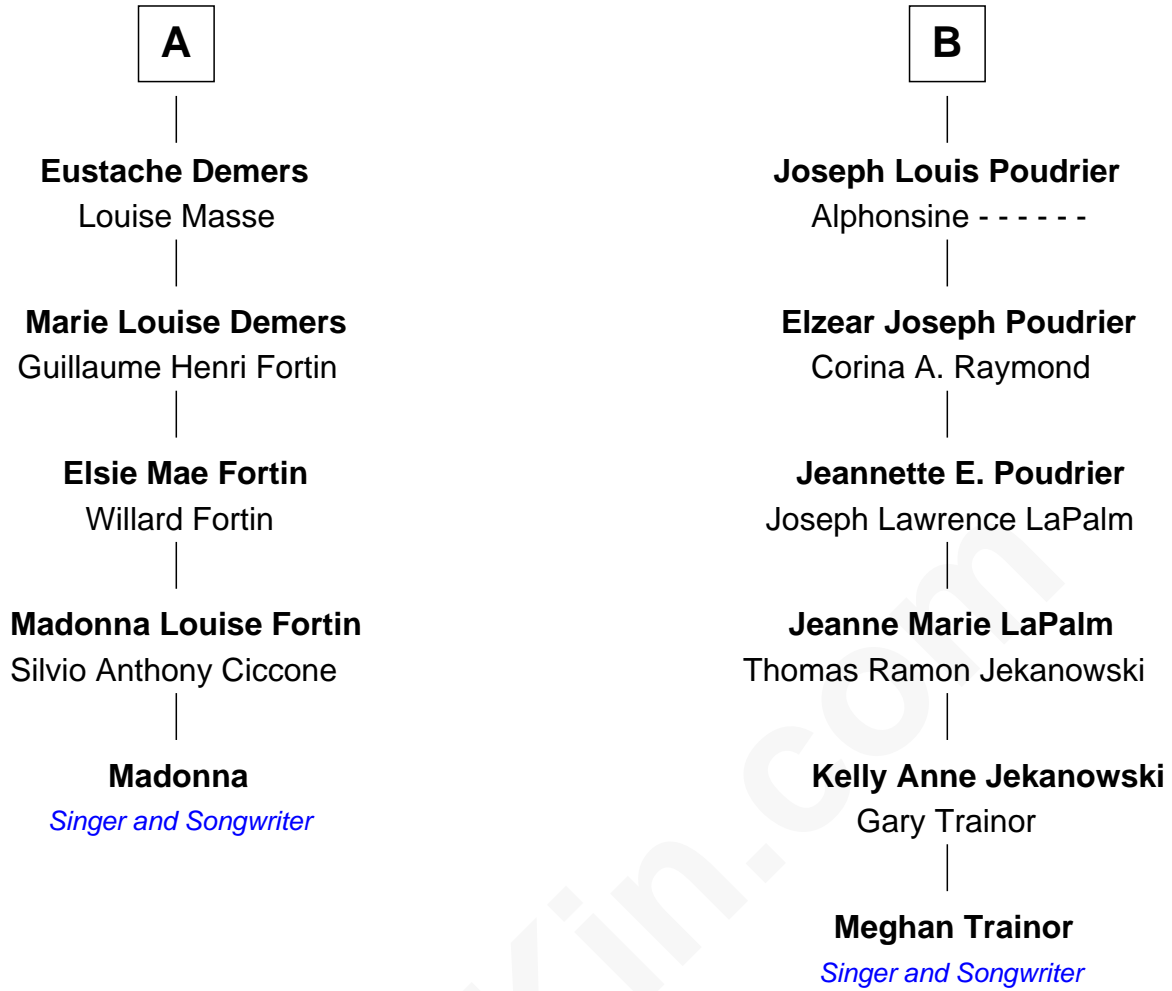 A
Eustache Demers
Louise Masse
Marie Louise Demers
Guillaume Henri Fortin
Elsie Mae Fortin
Willard Fortin
Madonna Louise Fortin
Silvio Anthony Ciccone
Madonna
Singer and Songwriter
B
Joseph Louis Poudrier
Alphonsine - - - - - -
Elzear Joseph Poudrier
Corina A. Raymond
Jeannette E. Poudrier
Joseph Lawrence LaPalm
Jeanne Marie LaPalm
Thomas Ramon Jekanowski
Kelly Anne Jekanowski
Gary Trainor
Meghan Trainor
Singer and Songwriter
Kin.com